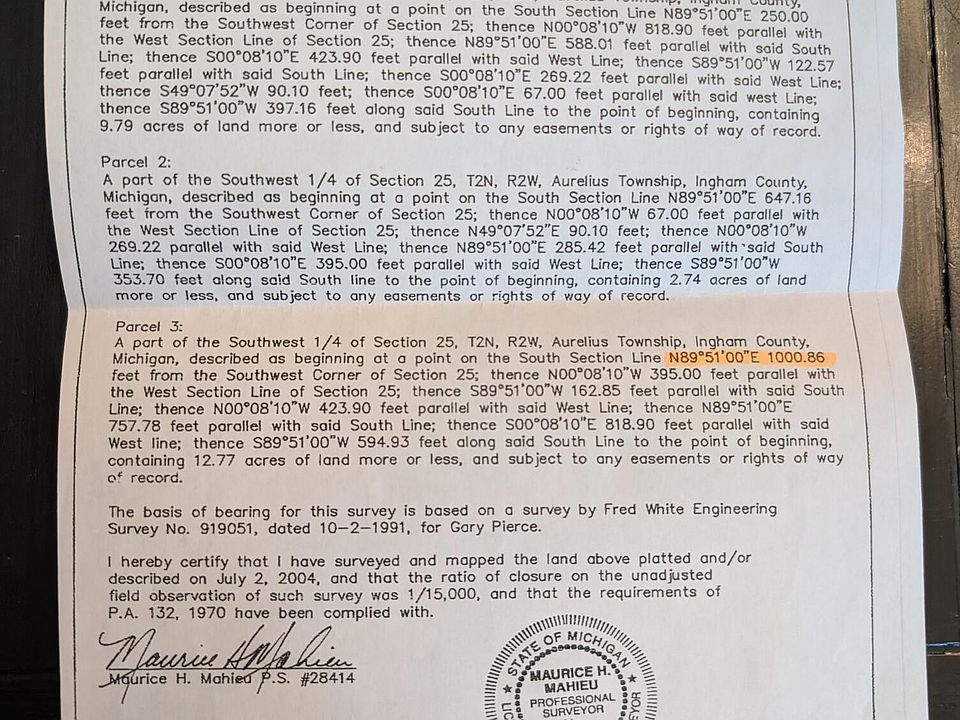 Michigan, described as beginning at a point on the South Section Line N89°51'00"E 250.00
feet from the Southwest Corner of Section 25; thence N00°08'10"W 818.90 feet parallel with
the West Section Line of Section 25; thence N89°51'00"E 588.01 feet parallel with said South
Line; thence S00°08'10"E 423.90 feet parallel with said West Line; thence S89°51'00"W 122.57
feet parallel with said South Line; thence S00°08'10"E 269.22 feet parallel with said West Line;
thence S49°07'52"W 90.10 feet; thence S00°08'10"E 67.00 feet parallel with said west Line;
thence S89°51'00"W 397.16 feet along said South Line to the point of beginning, containing
9.79 acres of land more or less, and subject to any easements or rights of way of record.
Parcel 2:
A part of the Southwest 1/4 of Section 25, T2N, R2W, Aurelius Township, Ingham County,
Michigan, described as beginning at a point on the South Section Line N89°51'00"E 647.16
feet from the Southwest Corner of Section 25; thence N00°08'10"W 67.00 feet parallel with
the West Section Line of Section 25; thence N49°07'52"E 90.10 feet; thence N00°08'10"W
269.22 parallel with said West Line; thence N89°51'00"E 285.42 feet parallel with said South
Line; thence S00°08'10"E 395.00 feet parallel with said West Line; thence S89°51'00"W
353.70 feet along said South line to the point of beginning, containing 2.74 acres of land
more or less, and subject to any easements or rights of way of record.
Parcel 3:
A part of the Southwest 1/4 of Section 25, T2N, R2W, Aurelius Township, Ingham County,
Michigan, described as beginning at a point on the South Section Line N89°51'00"E 1000.86
feet from the Southwest Corner of Section 25; thence N00°08'10"W 395.00 feet parallel with
the West Section Line of Section 25; thence S89°51'00"W 162.85 feet parallel with said South
Line; thence N00°08'10"W 423.90 feet parallel with said West Line; thence N89°51'00"E
757.78 feet parallel with said South Line; thence S00°08'10"E 818.90 feet parallel with said
West line; thence S89°51'00"W 594.93 feet along said South Line to the point of beginning,
containing 12.77 acres of land more or less, and subject to any easements or rights of way
of record.
The basis of bearing for this survey is based on a survey by Fred White Engineering
Survey No. 919051, dated 10-2-1991, for Gary Pierce.
I hereby certify that I have surveyed and mapped the land above platted and/or
described on July 2, 2004, and that the ratio of closure on the unadjusted
field observation of such survey was 1/15,000, and that the requirements of
P.A. 132, 1970 have been complied with.
Maurice H Mahieu
Maurice H. Mahieu P.S. #28414
STATE OF MICHIGAN
MAURICE H.
MAHIEU
PROFESSIONAL
SURVEYOR